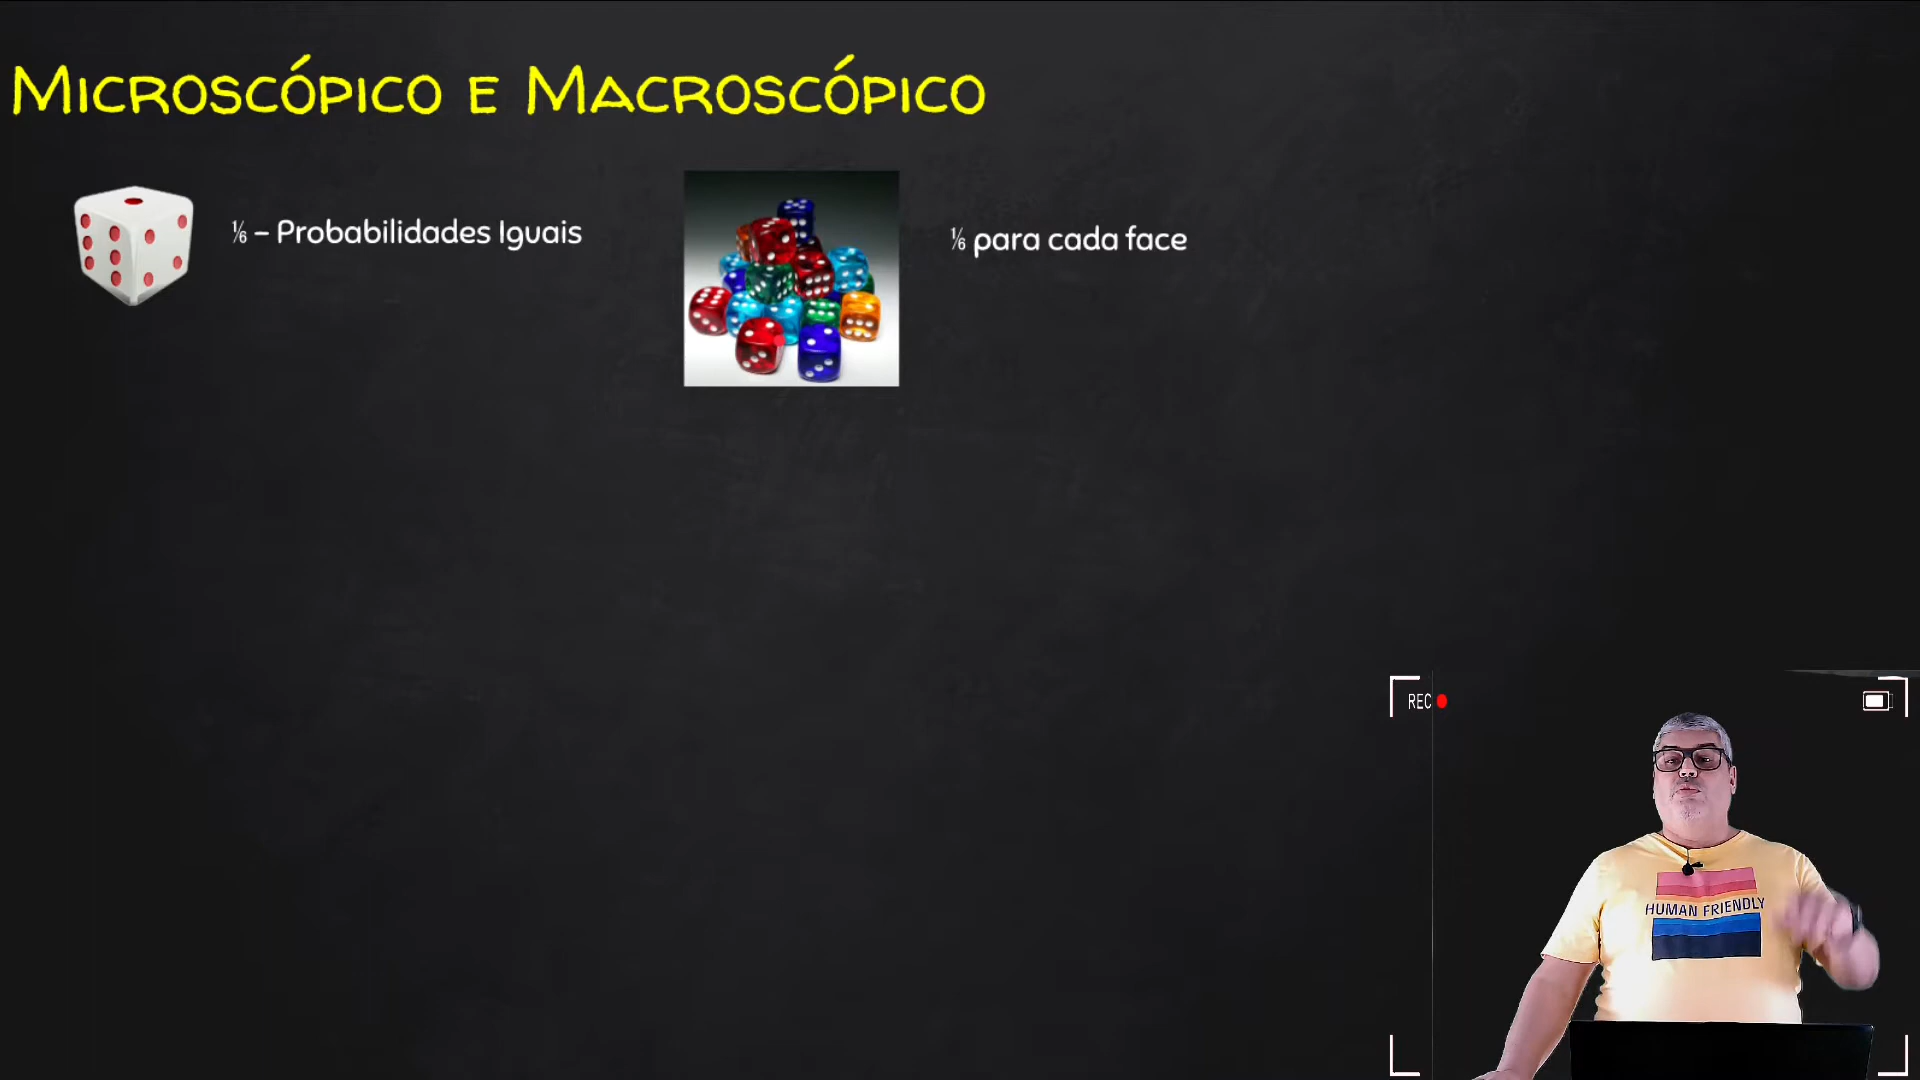 Microscópico e Macroscópico
⅙ – Probabilidades Iguais
⅙ para cada face
REC
HUMAN FRIENDLY